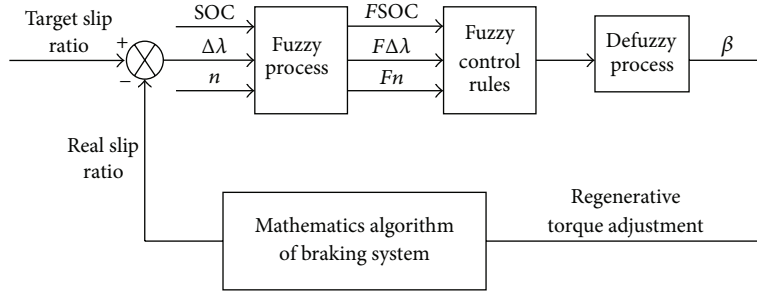 Target slip
ratio
+
−
SOC
Δλ
n
Fuzzy
process
FSOC
FΔλ
Fn
Fuzzy
control
rules
Defuzzy
process
β
Real slip
ratio
Mathematics algorithm
of braking system
Regenerative
torque adjustment